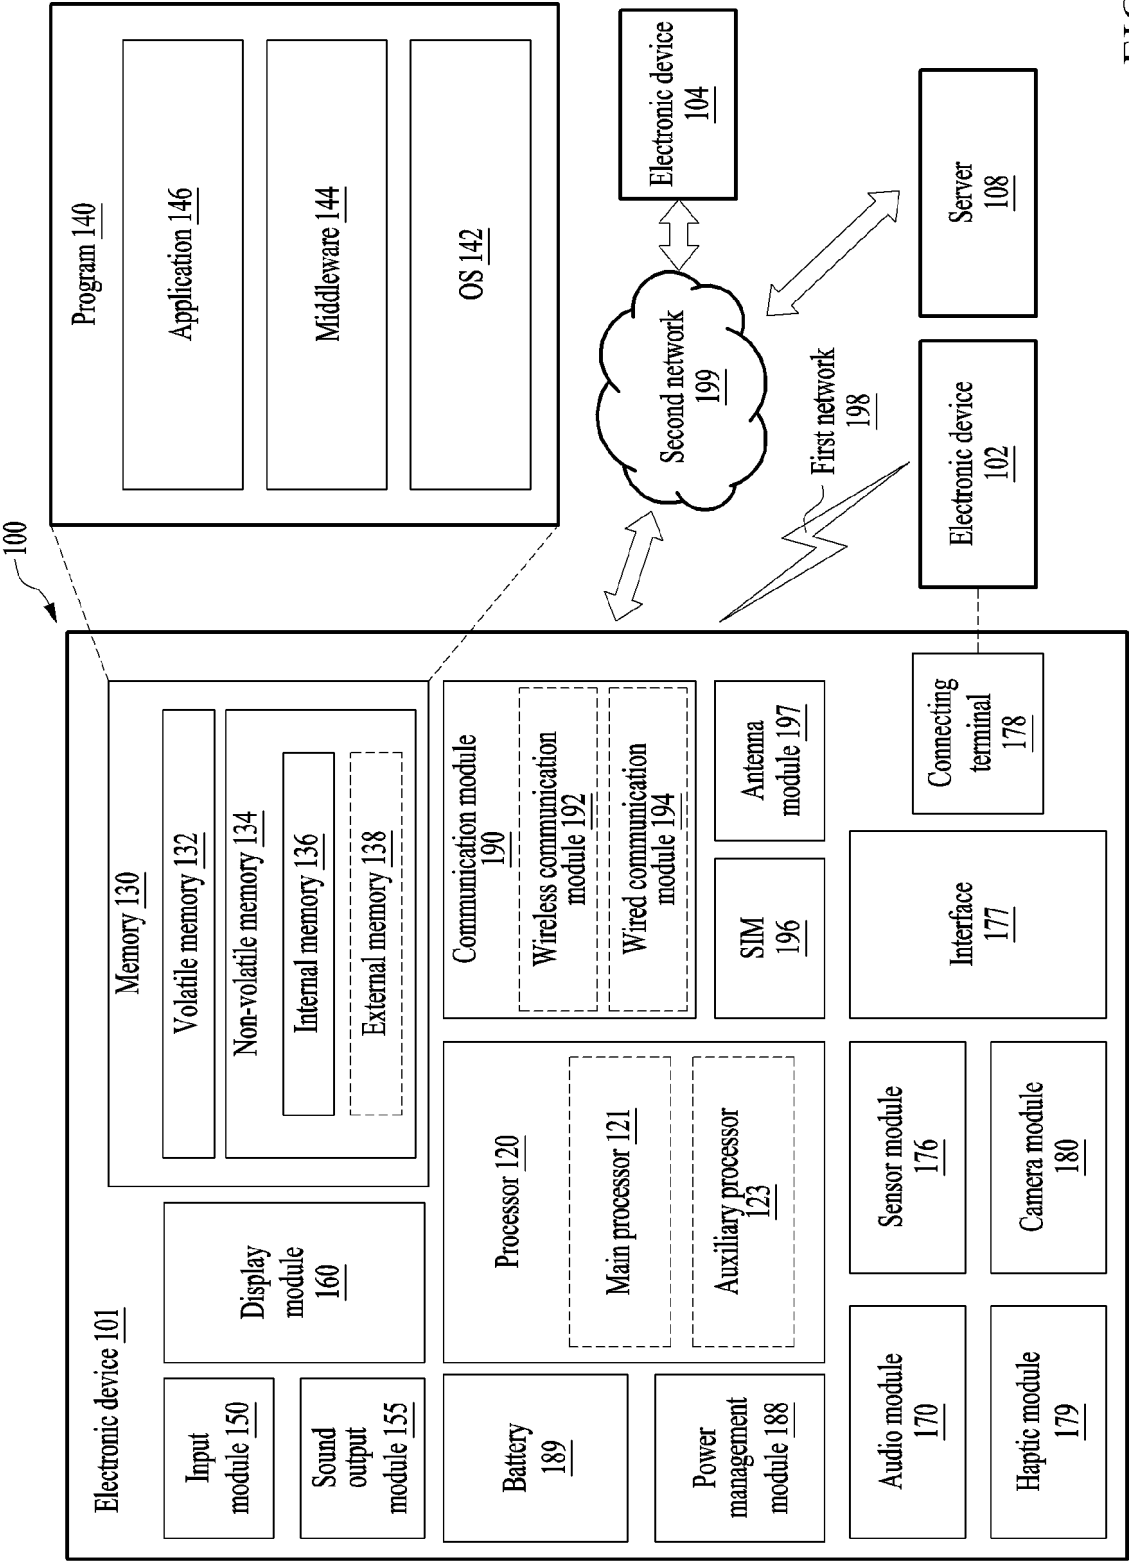 100
Electronic device 101
Input
module 150
Sound
output
module 155
Display
module
160
Memory 130
Volatile memory 132
Non-volatile memory 134
Internal memory 136
External memory 138
Program 140
Application 146
Middleware 144
OS 142
Battery
189
Power
management
module 188
Processor 120
Main processor 121
Auxiliary processor
123
Communication module
190
Wireless communication
module 192
Wired communication
module 194
SIM
196
Antenna
module 197
Second network
199
Electronic device
104
First network
198
Audio module
170
Haptic module
179
Sensor module
176
Camera module
180
Interface
177
Connecting
terminal
178
Electronic device
102
Server
108